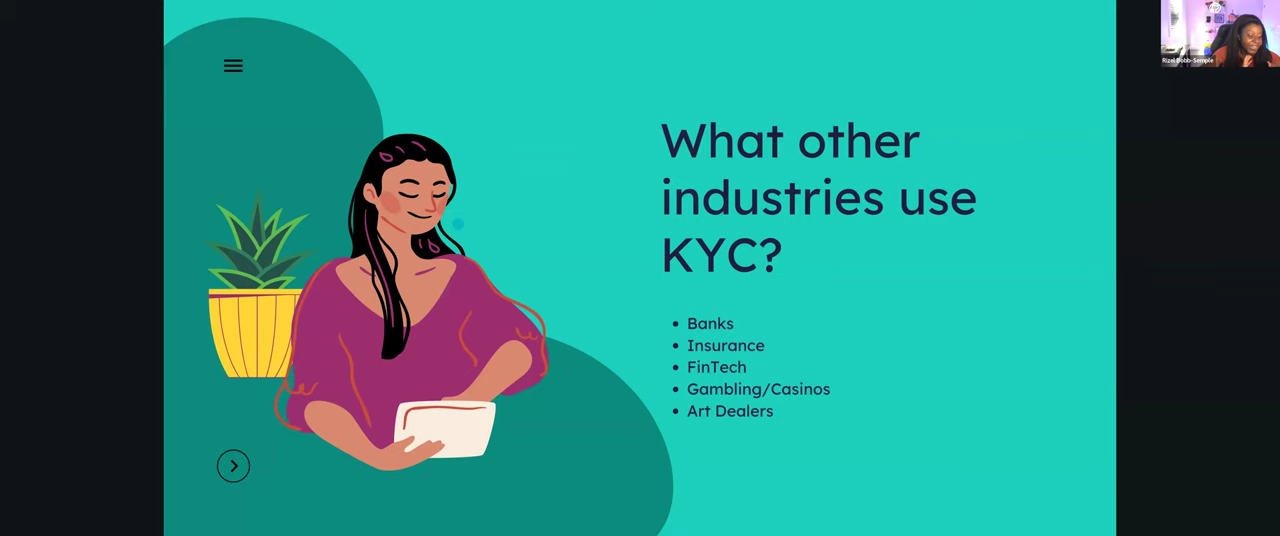 Rizel Bobb-Semple
What other
industries use
KYC?
Banks
Insurance
FinTech
Gambling/Casinos
Art Dealers